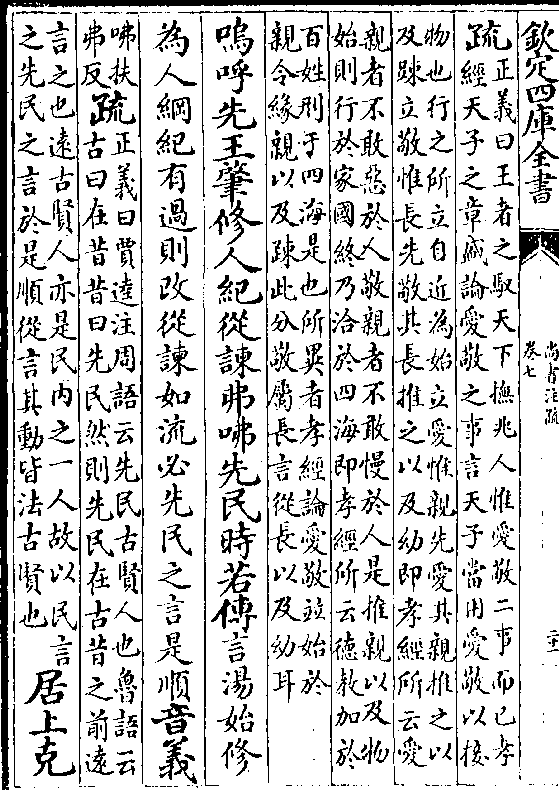 欽定四庫全書
尚書注疏
卷七
疏正義曰王者之馭天下撫兆人惟愛敬二事而已孝
經天子之章盛論愛敬之事言天子當用愛敬以接
物也行之所立自近為始立愛惟親先愛其親推之以
及踈立敬惟長先敬其長推之以及幼即孝經所云愛
親者不敢惡於人敬親者不敢慢於人是推親以及物
始則行於家國終乃洽於四海即孝經所云德教加於
百姓刑于四海是也所異者孝經論愛敬竝始於
親令緣親以及踈此分敬屬長言從長以及幼耳
嗚呼先王肇修人紀從諫弗咈先民時若傳言湯始修
為人綱紀有過則改從諫如流必先民之言是順音義
咈扶
弗反疏正義曰賈逵注周語云先民古賢人也魯語云
古曰在昔昔曰先民然則先民在古昔之前遠
言之也遠古賢人亦是民内之一人故以民言
之先民之言於是順從言其動皆法古賢也居上克